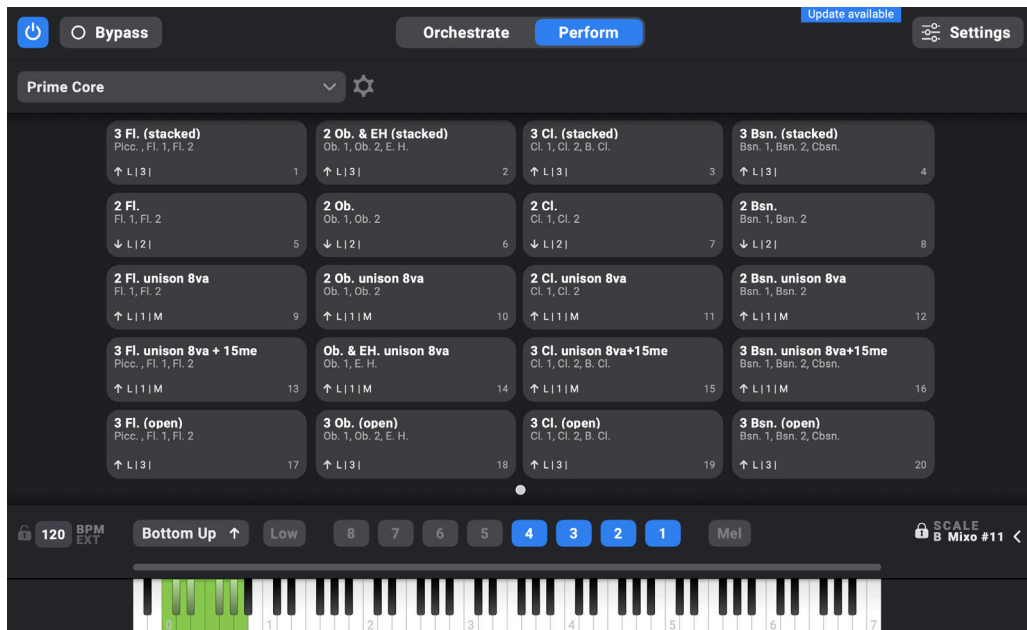 Update available
Bypass
Orchestrate
Perform
Settings
Prime Core
3 Fl. (stacked)
Picc. , Fl. 1, Fl. 2
↑ L|3|
1
2 Ob. & EH (stacked)
Ob. 1, Ob. 2, E. H.
↑ L|3|
2
3 Cl. (stacked)
Cl. 1, Cl. 2, B. Cl.
↑ L|3|
3
3 Bsn. (stacked)
Bsn. 1, Bsn. 2, Cbsn.
↑ L|3|
4
2 Fl.
Fl. 1, Fl. 2
↓ L|2|
5
2 Ob.
Ob. 1, Ob. 2
↓ L|2|
6
2 Cl.
Cl. 1, Cl. 2
↓ L|2|
7
2 Bsn.
Bsn. 1, Bsn. 2
↓ L|2|
8
2 Fl. unison 8va
Fl. 1, Fl. 2
↑ L|1|M
9
2 Ob. unison 8va
Ob. 1, Ob. 2
↑ L|1|M
10
2 Cl. unison 8va
Cl. 1, Cl. 2
↑ L|1|M
11
2 Bsn. unison 8va
Bsn. 1, Bsn. 2
↑ L|1|M
12
3 Fl. unison 8va + 15me
Picc. , Fl. 1, Fl. 2
↑ L|1|M
13
Ob. & EH. unison 8va
Ob. 1, E. H.
↑ L|1|M
14
3 Cl. unison 8va+15me
Cl. 1, Cl. 2, B. Cl.
↑ L|1|M
15
3 Bsn. unison 8va+15me
Bsn. 1, Bsn. 2, Cbsn.
↑ L|1|M
16
3 Fl. (open)
Picc. , Fl. 1, Fl. 2
↑ L|3|
17
3 Ob. (open)
Ob. 1, Ob. 2, E. H.
↑ L|3|
18
3 Cl. (open)
Cl. 1, Cl. 2, B. Cl.
↑ L|3|
19
3 Bsn. (open)
Bsn. 1, Bsn. 2, Cbsn.
↑ L|3|
20
120
BPM
EXT
Bottom Up ↑
Low
8
7
6
5
4
3
2
1
Mel
SCALE
B Mixo #11
0
1
2
3
4
5
6
7